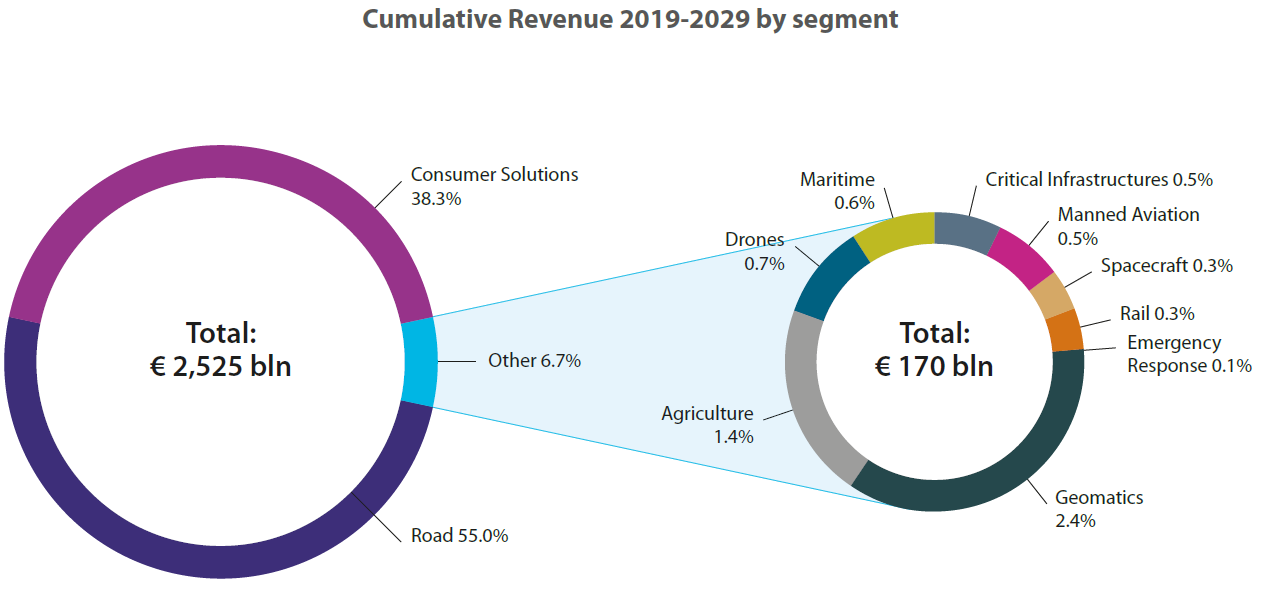 Cumulative Revenue 2019-2029 by segment
Consumer Solutions
38.3%
Total:
€ 2,525 bln
Other 6.7%
Road 55.0%
Maritime
0.6%
Critical Infrastructures 0.5%
Manned Aviation
0.5%
Drones
0.7%
Spacecraft 0.3%
Rail 0.3%
Total:
€ 170 bln
Emergency
Response 0.1%
Agriculture
1.4%
Geomatics
2.4%